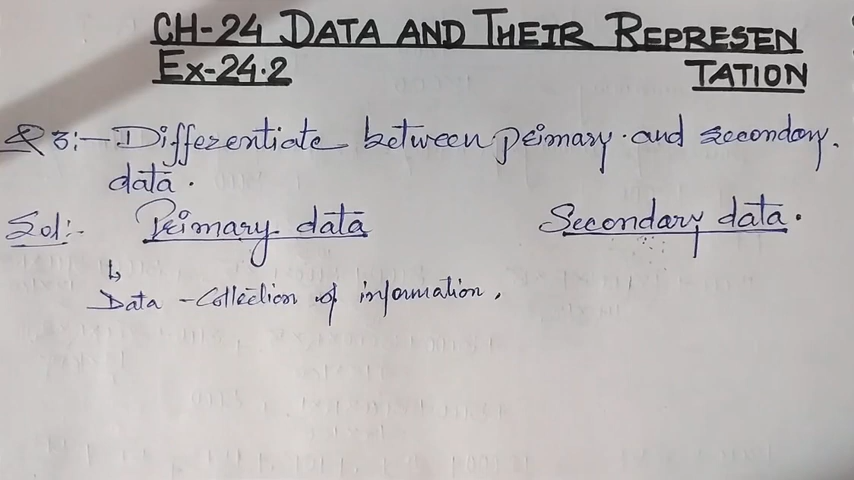 CH-24 DATA AND THEIR REPRESEN
EX-24.2 TATION
Q 3:- Differentiate between primary and secondary
data.
Sol:- Primary data Secondary data.
↳
Data - Collection of information.